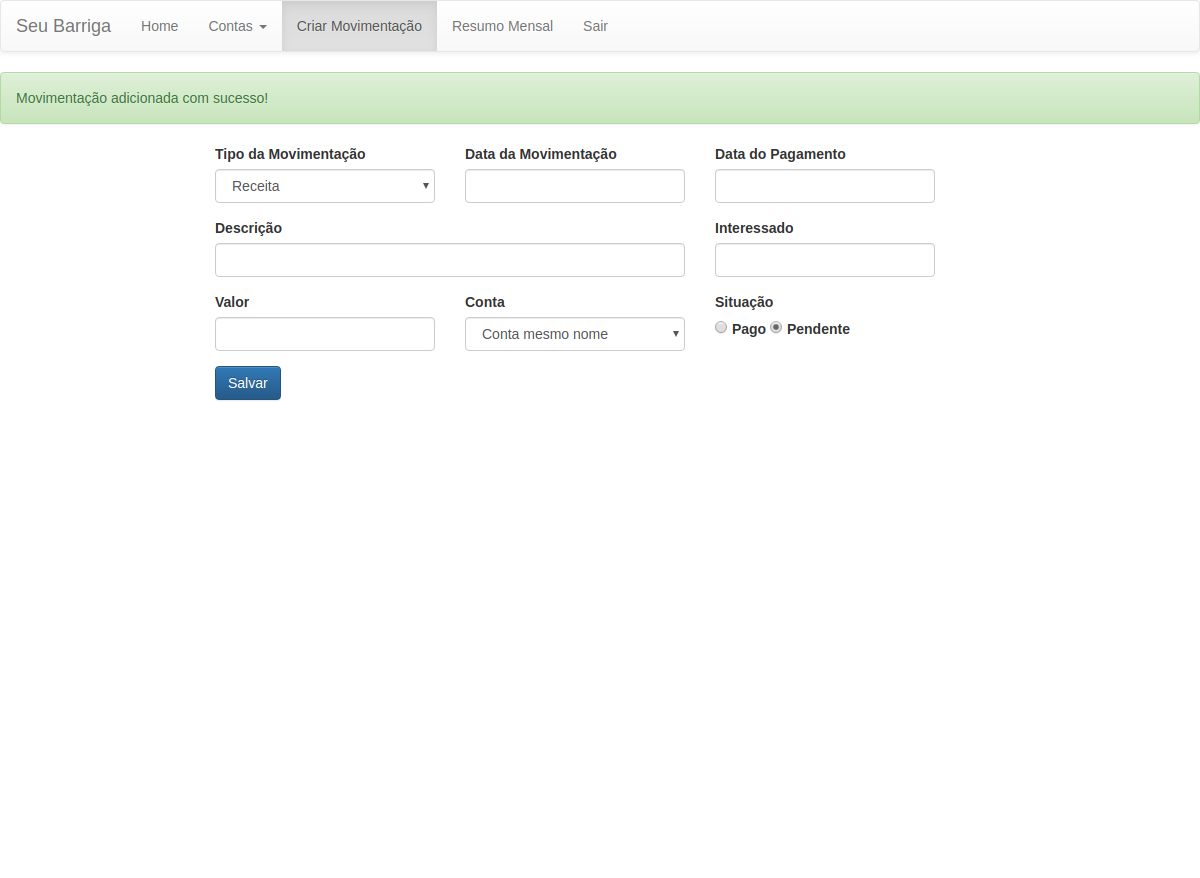 Seu Barriga Home Contas Criar Movimentação Resumo Mensal Sair
Movimentação adicionada com sucesso!
Tipo da Movimentação Data da Movimentação Data do Pagamento
Receita
Descrição Interessado
Valor Conta Situação
Conta mesmo nome Pago Pendente
Salvar